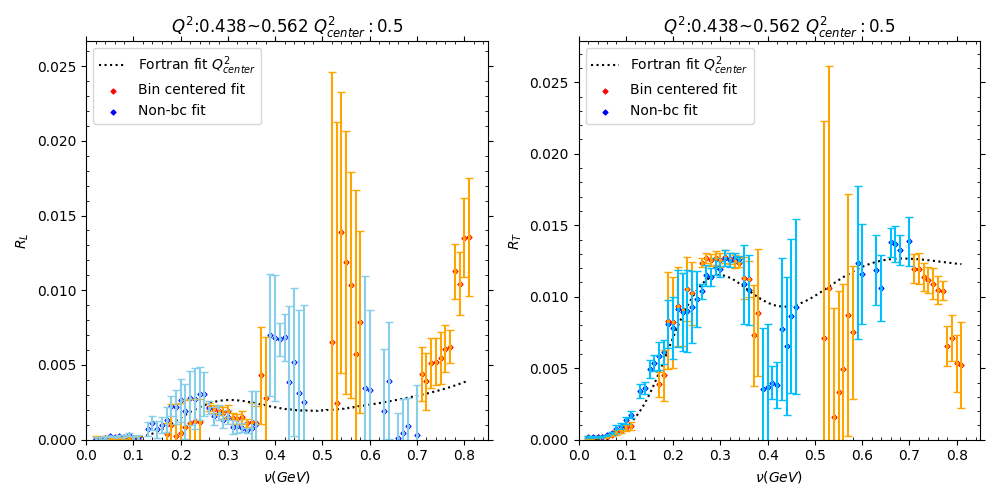 Q²:0.438~0.562 Q²center : 0.5
Fortran fit Q²center
Bin centered fit
Non-bc fit
0.025
0.020
0.015
0.010
0.005
0.000
R_L
0.0 0.1 0.2 0.3 0.4 0.5 0.6 0.7 0.8
ν(GeV)
Q²:0.438~0.562 Q²center : 0.5
Fortran fit Q²center
Bin centered fit
Non-bc fit
0.025
0.020
0.015
0.010
0.005
0.000
R_T
0.0 0.1 0.2 0.3 0.4 0.5 0.6 0.7 0.8
ν(GeV)